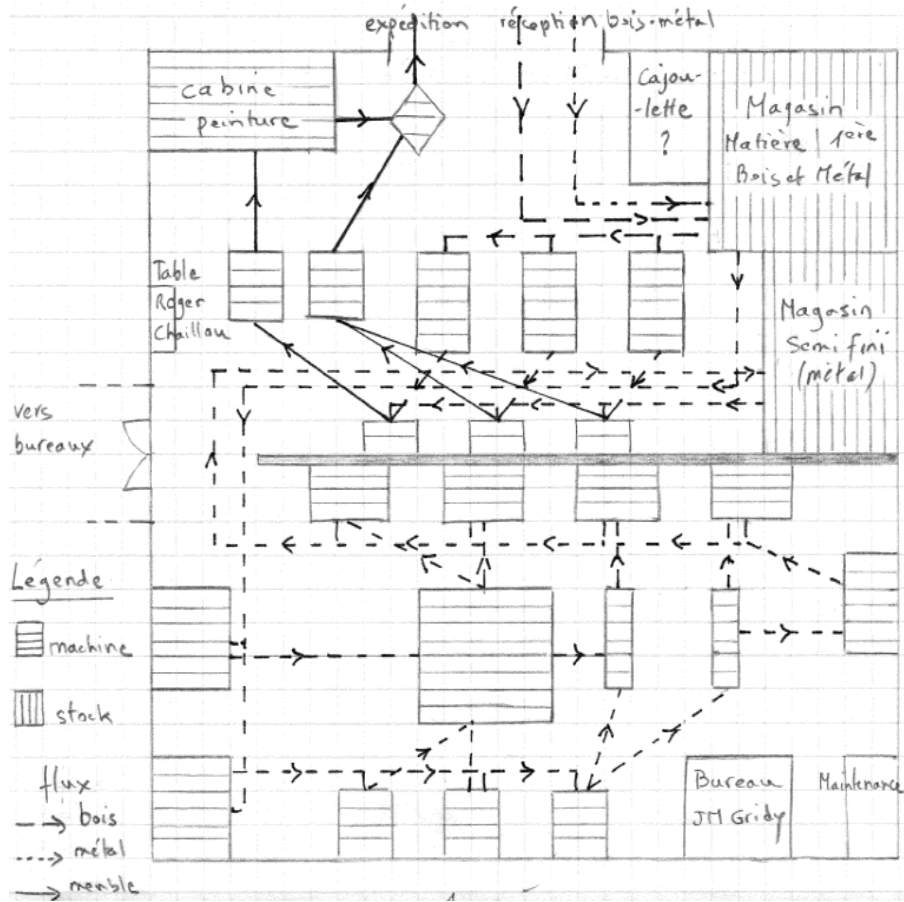 expédition réception bois-métal
cabine
peinture
Cajou-
-lette
?
Magasin
Matière 1ère
Bois et Métal
Table
Roger
Chaillou
Magasin
Semi fini
(métal)
vers
bureaux
Légende
machine
stock
flux
bois
métal
meuble
Bureau
JM Gridy
Maintenance